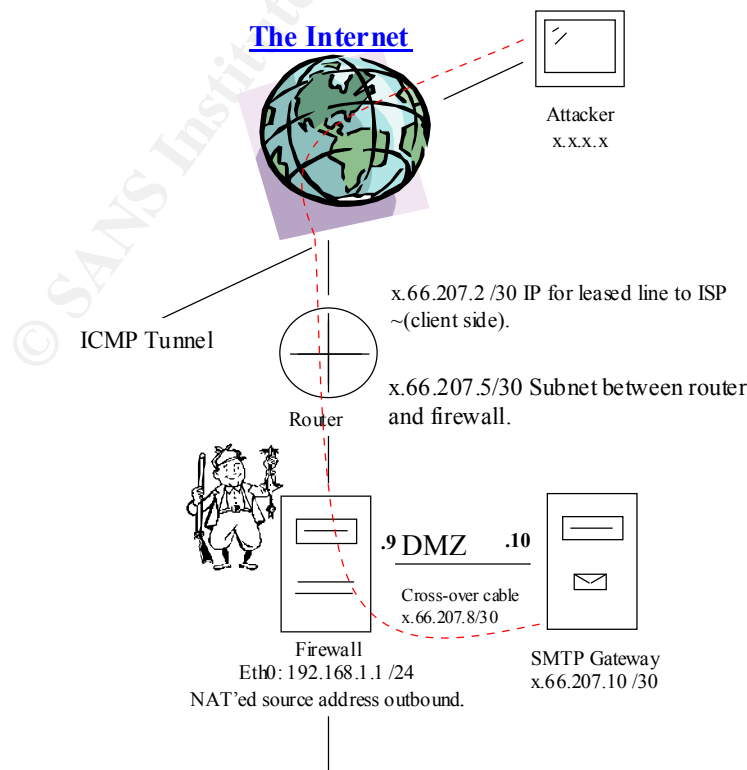 The Internet
Attacker
x.x.x.x
x.66.207.2 /30 IP for leased line to ISP
~(client side).
ICMP Tunnel
x.66.207.5/30 Subnet between router
and firewall.
Router
.9 DMZ .10
Cross-over cable
x.66.207.8/30
Firewall
Eth0: 192.168.1.1 /24
NAT'ed source address outbound.
SMTP Gateway
x.66.207.10 /30
© SANS Institute